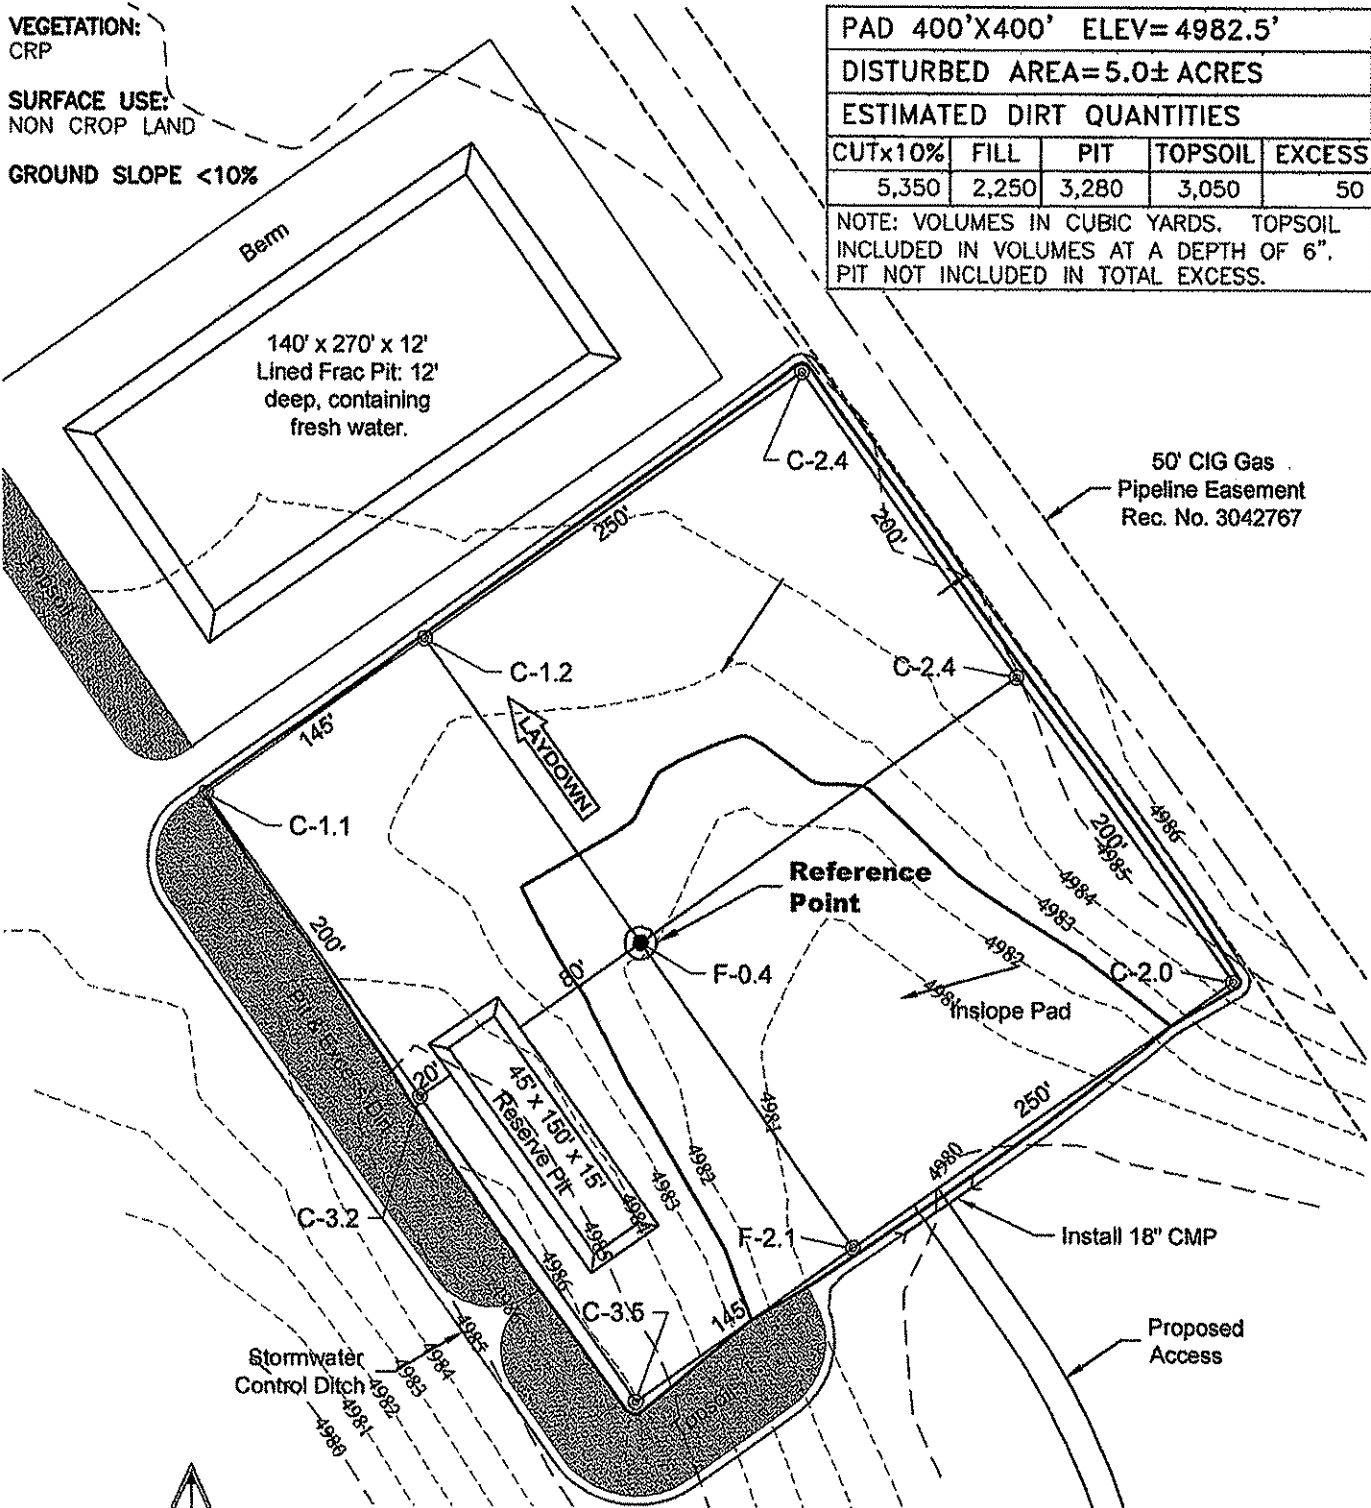 VEGETATION:
CRP
SURFACE USE:
NON CROP LAND
GROUND SLOPE <10%
PAD 400'X400' ELEV=4982.5'
DISTURBED AREA=5.0± ACRES
ESTIMATED DIRT QUANTITIES
CUTx10% FILL PIT TOPSOIL EXCESS
5,350 2,250 3,280 3,050 50
NOTE: VOLUMES IN CUBIC YARDS. TOPSOIL
INCLUDED IN VOLUMES AT A DEPTH OF 6".
PIT NOT INCLUDED IN TOTAL EXCESS.
Berm
140' x 270' x 12'
Lined Frac Pit: 12'
deep, containing
fresh water.
C-2.4
50' CIG Gas
Pipeline Easement
Rec. No. 3042767
250'
200'
Topsoil
C-1.2
C-2.4
LAYDOWN
145'
C-1.1
4986
200'
4985
4984
4983
Reference
Point
200'
4982
F-0.4
80'
C-2.0
4981
Inslope Pad
Pit & Excess Dirt
20'
45' x 150' x 15'
Reserve Pit
250'
4981
4980
4982
4983
4984
4985
4986
C-3.2
F-2.1
Install 18" CMP
C-3.5
145'
Proposed
Access
Stormwater
Control Ditch
4985
4984
4983
4982
4981
4980
Topsoil